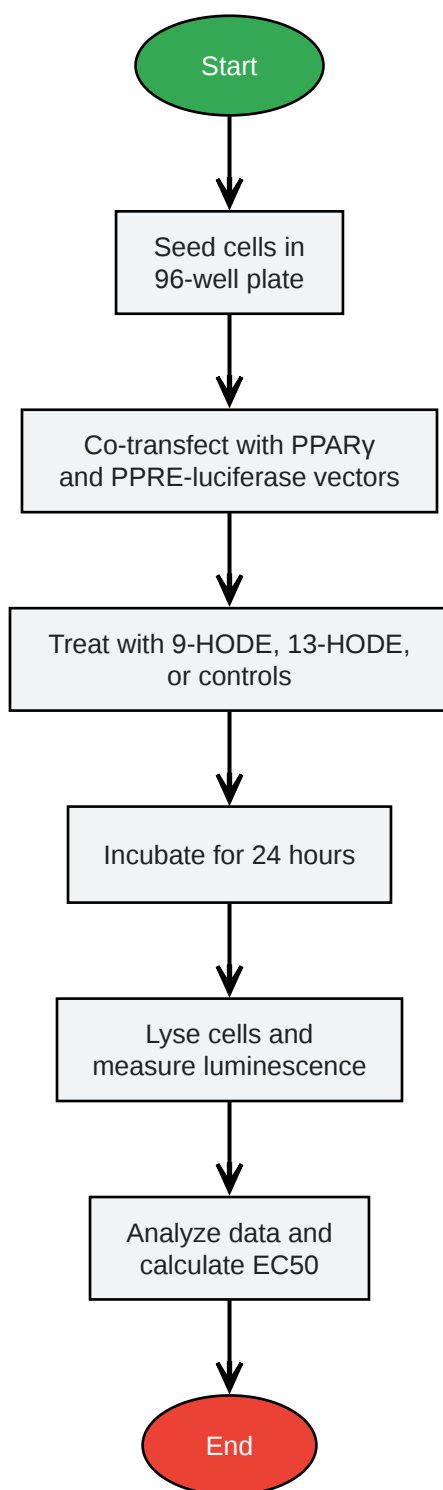 Start
Seed cells in
96-well plate
Co-transfect with PPARγ
and PPRE-luciferase vectors
Treat with 9-HODE, 13-HODE,
or controls
Incubate for 24 hours
Lyse cells and
measure luminescence
Analyze data and
calculate EC50
End